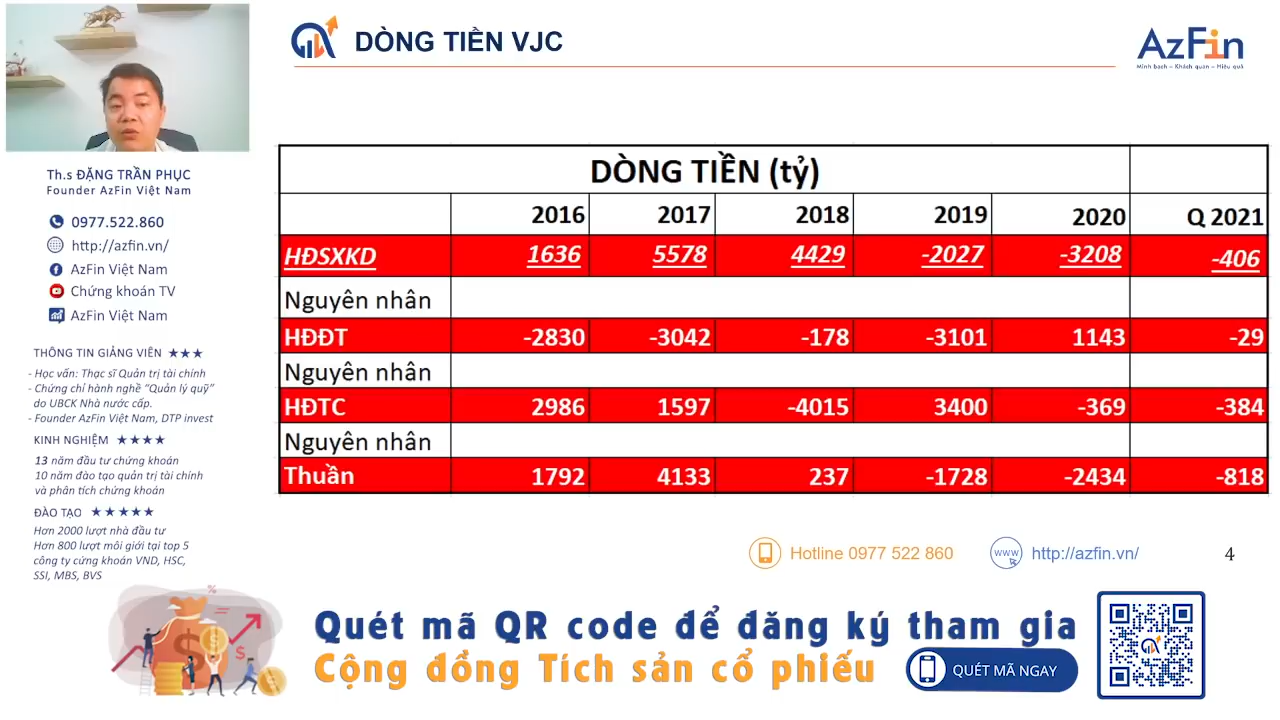 DÒNG TIỀN VJC
AzFin
Minh bạch – Khách quan – Hiệu quả
Th.s ĐẶNG TRẦN PHỤC
Founder AzFin Việt Nam
0977.522.860
http://azfin.vn/
AzFin Việt Nam
Chứng khoán TV
AzFin Việt Nam
THÔNG TIN GIẢNG VIÊN ★★★
- Học vấn: Thạc sĩ Quản trị tài chính
- Chứng chỉ hành nghề “Quản lý quỹ”
do UBCK Nhà nước cấp.
- Founder AzFin Việt Nam, DTP invest
KINH NGHIỆM ★★★★
13 năm đầu tư chứng khoán
10 năm đào tạo quản trị tài chính
và phân tích chứng khoán
ĐÀO TẠO ★★★★★
Hơn 2000 lượt nhà đầu tư
Hơn 800 lượt môi giới tại top 5
công ty cứng khoán VND, HSC,
SSI, MBS, BVS
DÒNG TIỀN (tỷ)
2016 2017 2018 2019 2020 Q 2021
HĐSXKD 1636 5578 4429 -2027 -3208 -406
Nguyên nhân
HĐĐT -2830 -3042 -178 -3101 1143 -29
Nguyên nhân
HĐTC 2986 1597 -4015 3400 -369 -384
Nguyên nhân
Thuần 1792 4133 237 -1728 -2434 -818
Hotline 0977 522 860
www http://azfin.vn/
4
Quét mã QR code để đăng ký tham gia
Cộng đồng Tích sản cổ phiếu
QUÉT MÃ NGAY